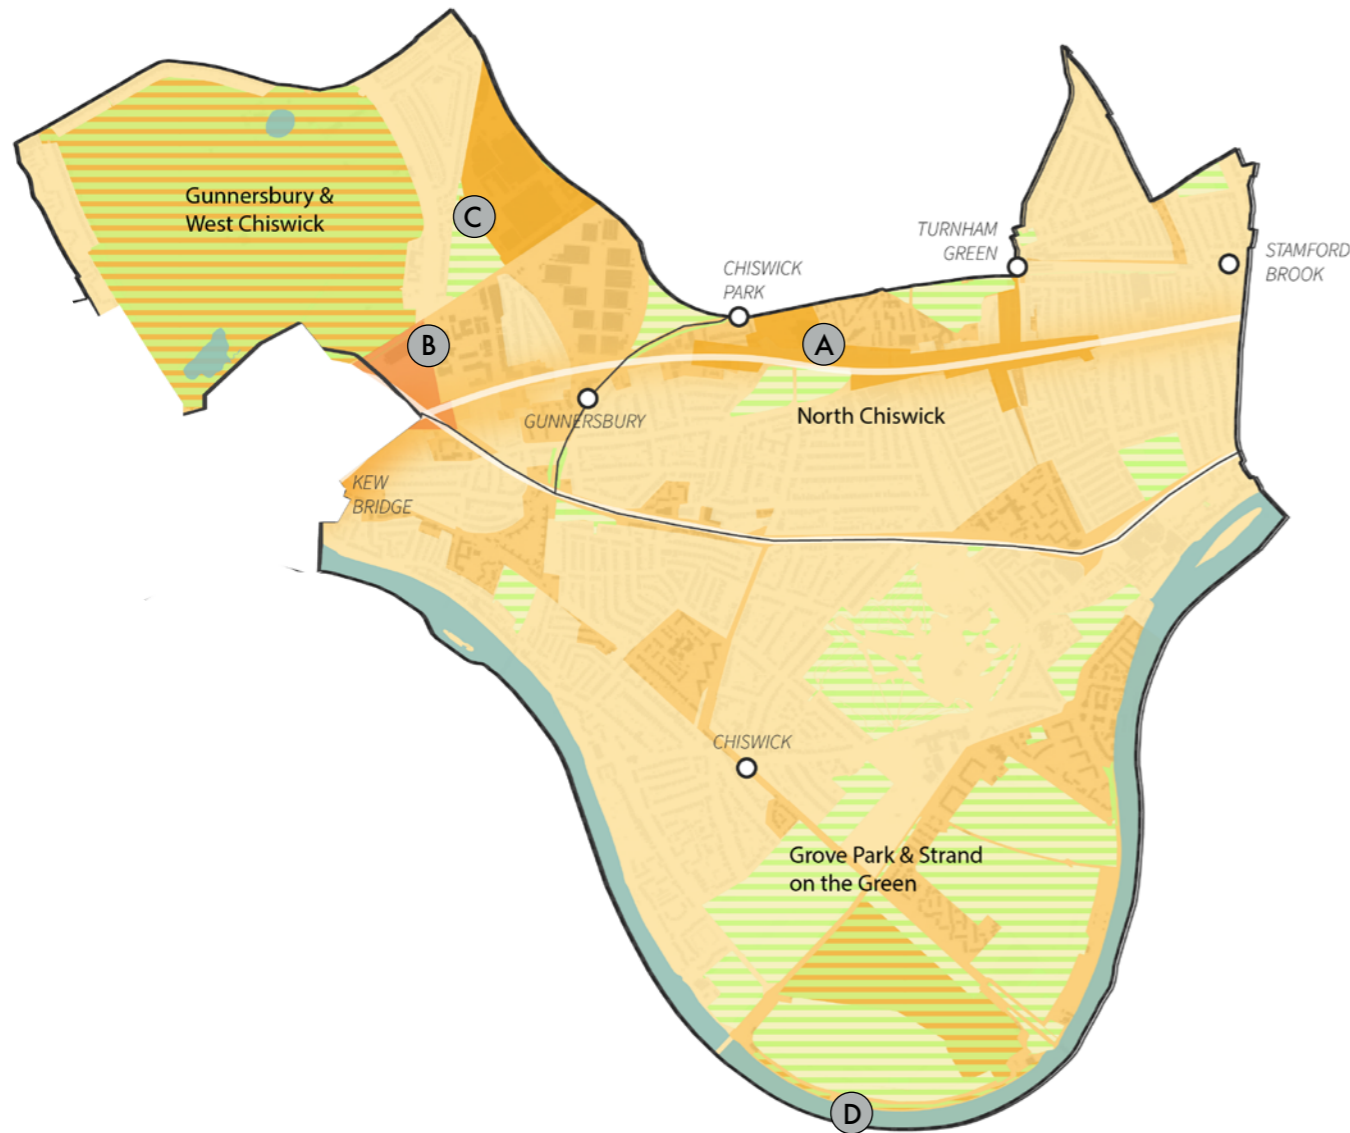 Gunnersbury &
West Chiswick
C
TURNHAM
GREEN
STAMFORD
BROOK
CHISWICK
PARK
B
A
GUNNERSBURY
North Chiswick
KEW
BRIDGE
CHISWICK
Grove Park & Strand
on the Green
D